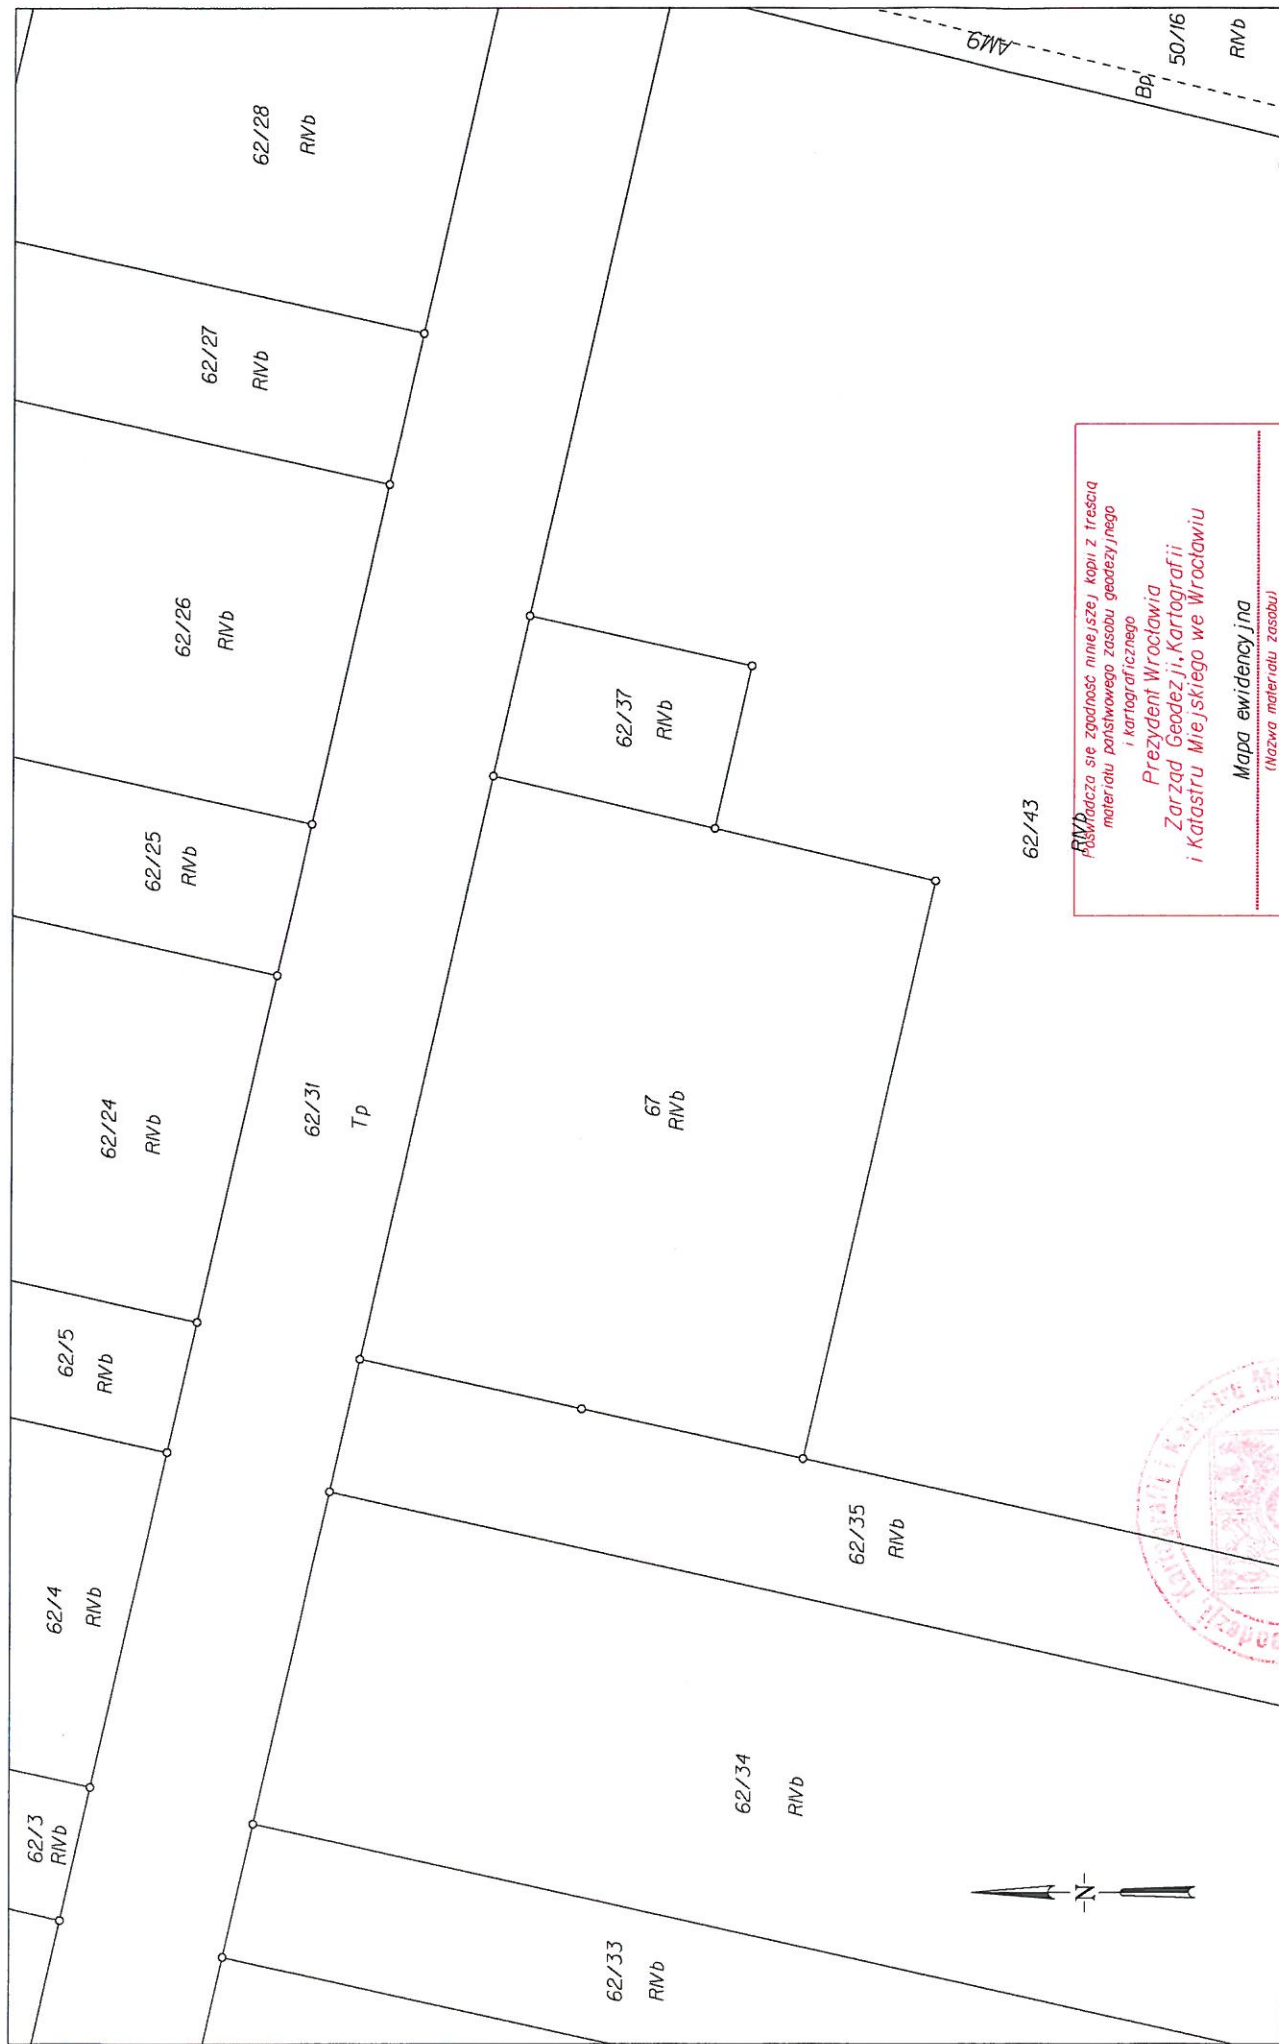 62/28
RIVb
62/27
RIVb
62/26
RIVb
62/25
RIVb
62/24
RIVb
62/5
RIVb
62/4
RIVb
62/3
RIVb
62/31
Tp
62/37
RIVb
67
RIVb
62/35
RIVb
62/34
RIVb
62/33
RIVb
62/43
RIVb
AM9
Bp
50/16
RIVb
Poświadcza się zgodność niniejszej kopii z treścią
materiału państwowego zasobu geodezyjnego
i kartograficznego
Prezydent Wrocławia
Zarząd Geodezji, Kartografii
i Katastru Miejskiego we Wrocławiu
Mapa ewidencyjna
(Nazwa materiału zasobu)
-N-
Kartografii i Katastru